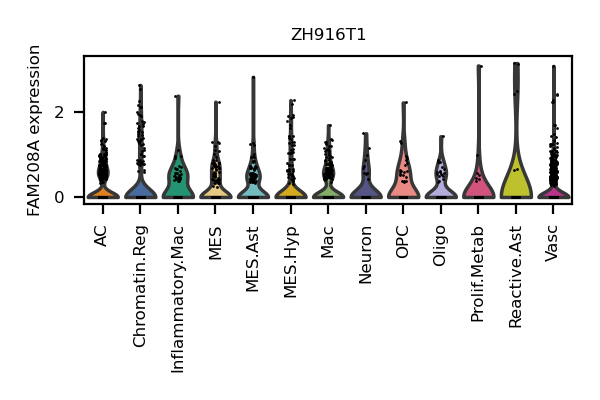 ZH916T1
FAM208A expression
2
0
AC
Chromatin.Reg
Inflammatory.Mac
MES
MES.Ast
MES.Hyp
Mac
Neuron
OPC
Oligo
Prolif.Metab
Reactive.Ast
Vasc